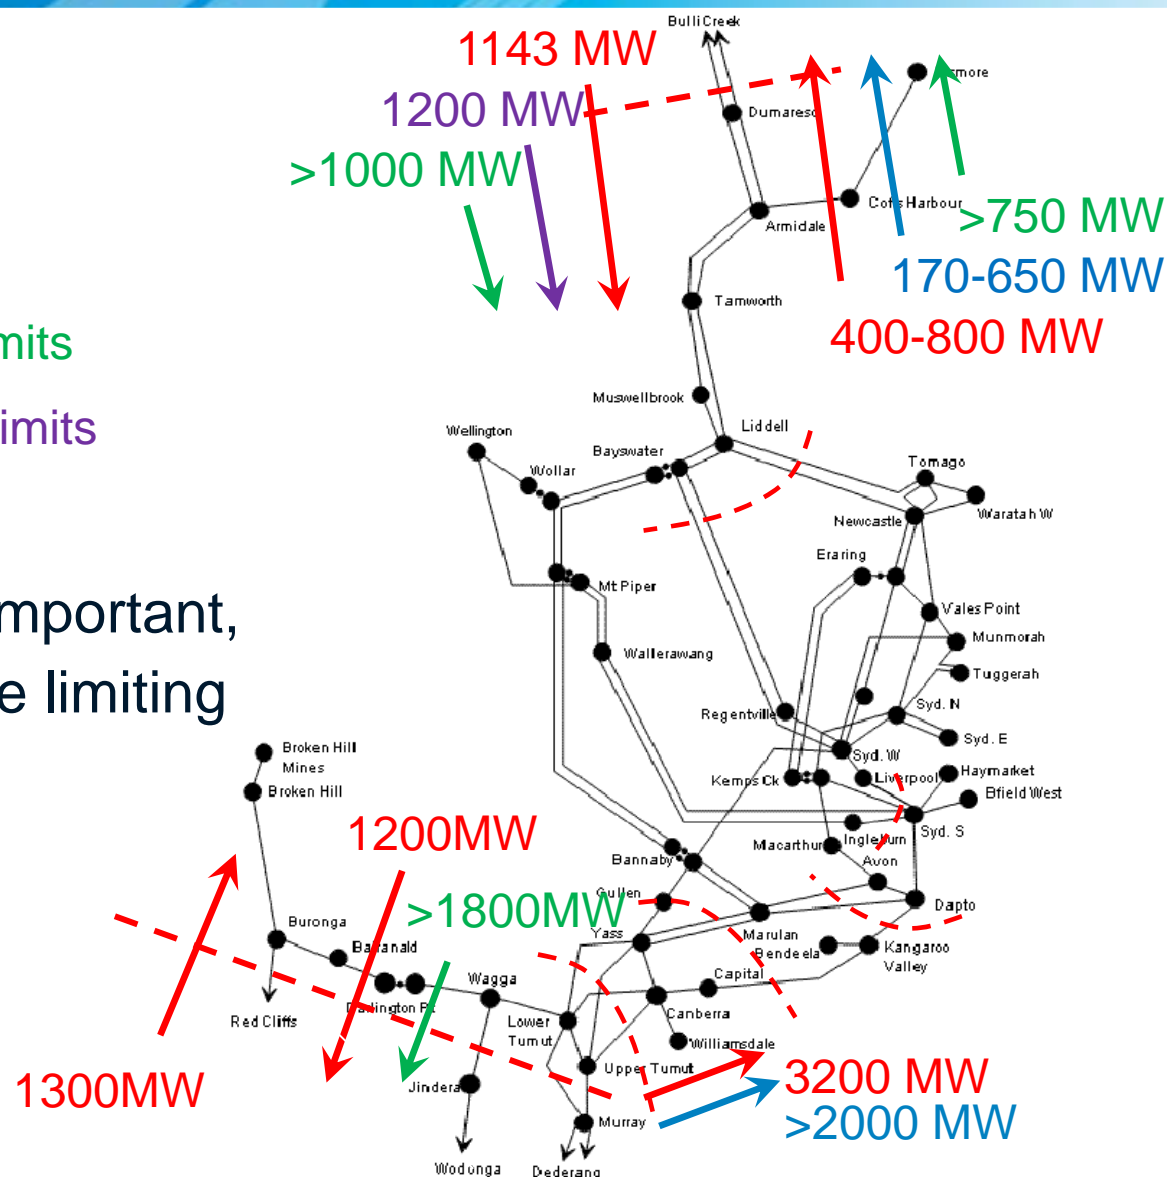 Bulli Creek
1143 MW
1200 MW
>1000 MW
Dumaresq
Coffs Harbour
>750 MW
Armidale
170-650 MW
Tamworth
400-800 MW
mits
imits
Muswellbrook
Liddell
Wellington
Bayswater
Wollar
Tomago
Waratah W
Newcastle
Eraring
Mt Piper
mportant,
Vales Point
Munmorah
Wallerawang
Tuggerah
e limiting
Regentville
Syd. N
Syd. E
Syd. W
Broken Hill
Mines
Kemps Ck
Liverpool
Haymarket
Broken Hill
Bfield West
Syd. S
1200MW
Macarthur
Ingleburn
Avon
Bannaby
Gullen
>1800MW
Dapto
Buronga
Yass
Marulan
Bendeela
Kangaroo
Valley
Balranald
Wagga
Capital
Darlington Pt
Red Cliffs
Lower
Tumut
Canberra
Williamsdale
Upper Tumut
3200 MW
1300MW
Jindera
>2000 MW
Murray
Wodonga
Dederang